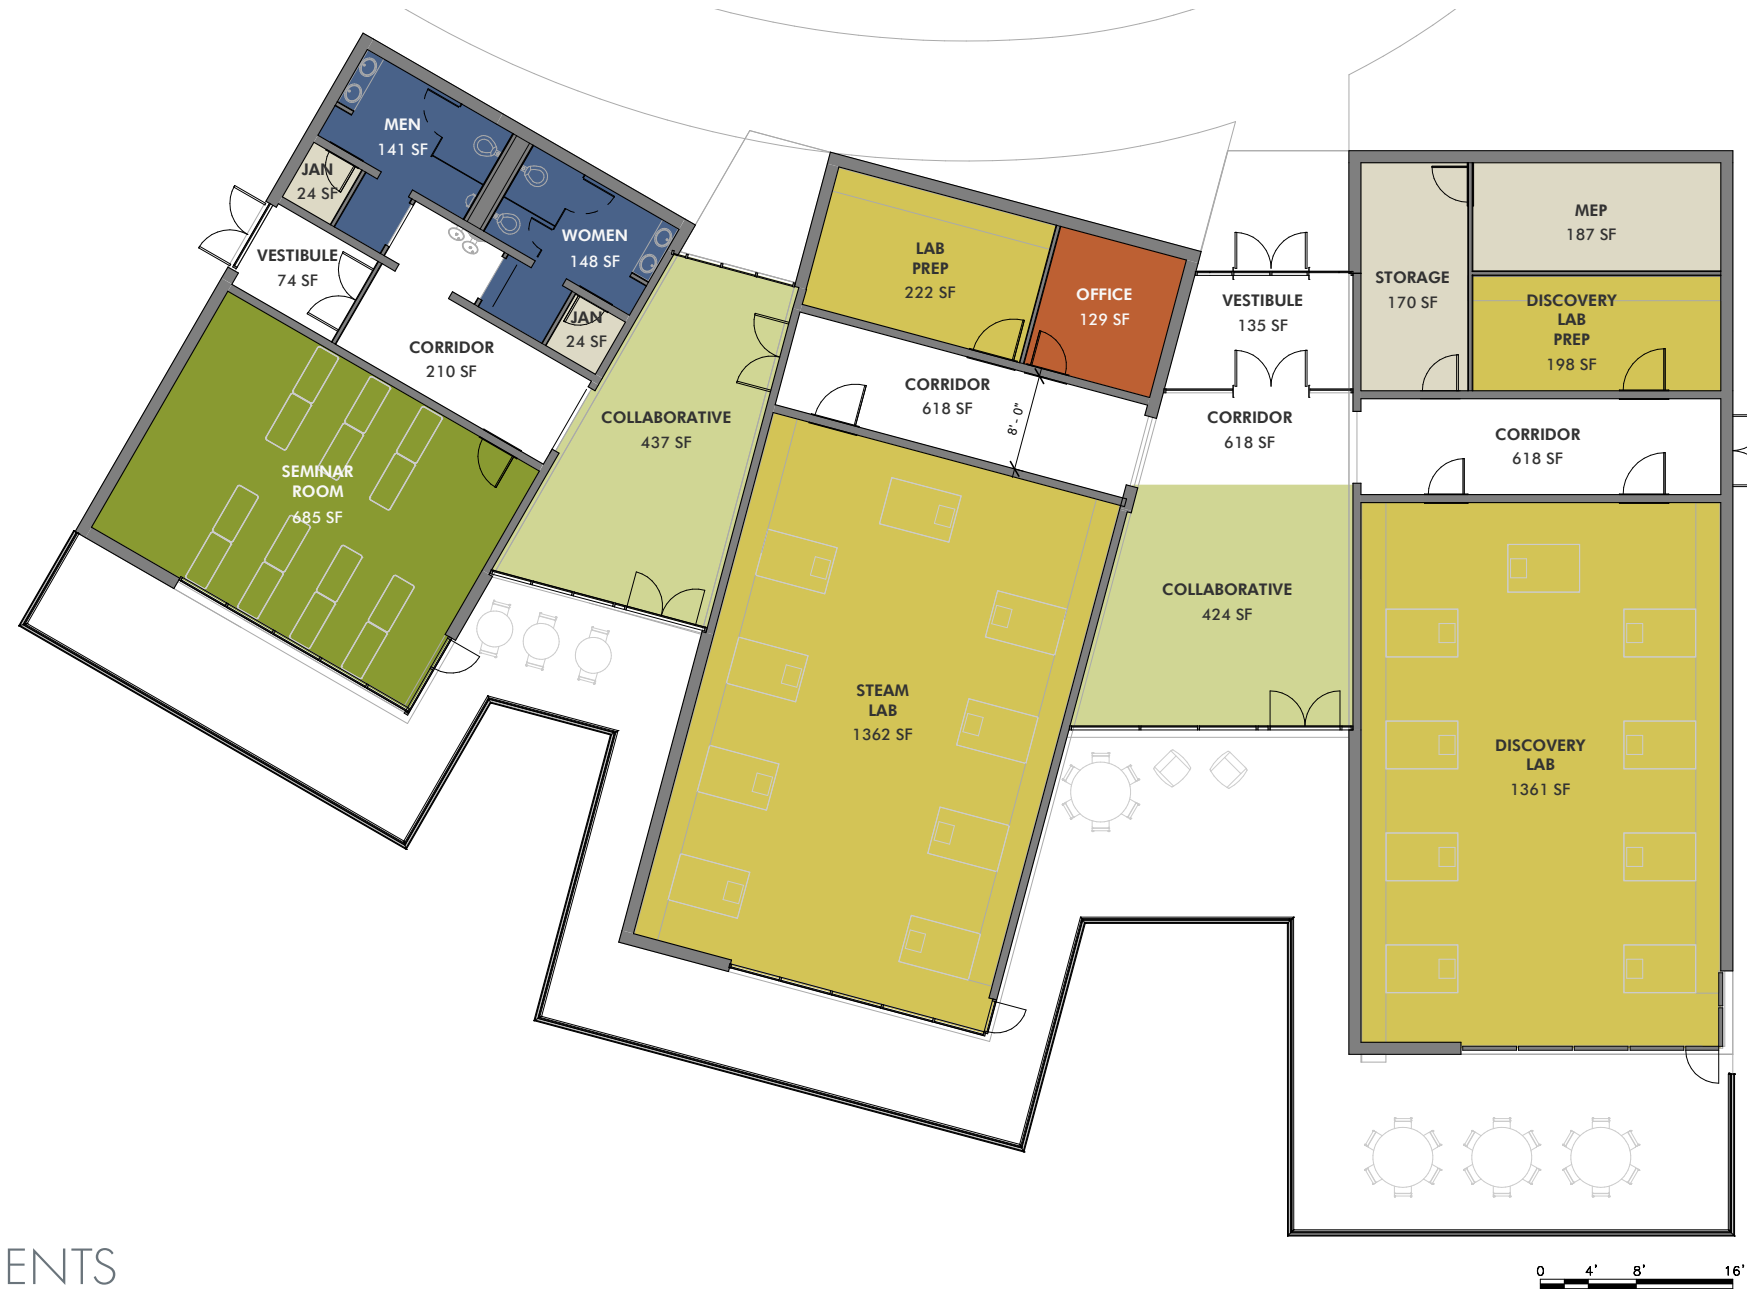 MEN
141 SF
JAN
24 SF
VESTIBULE
74 SF
WOMEN
148 SF
JAN
24 SF
CORRIDOR
210 SF
SEMINAR
ROOM
685 SF
COLLABORATIVE
437 SF
LAB
PREP
222 SF
OFFICE
129 SF
CORRIDOR
618 SF
8' - 0"
VESTIBULE
135 SF
CORRIDOR
618 SF
STORAGE
170 SF
MEP
187 SF
DISCOVERY
LAB
PREP
198 SF
CORRIDOR
618 SF
COLLABORATIVE
424 SF
STEAM
LAB
1362 SF
DISCOVERY
LAB
1361 SF
ENTS
0 4' 8' 16'